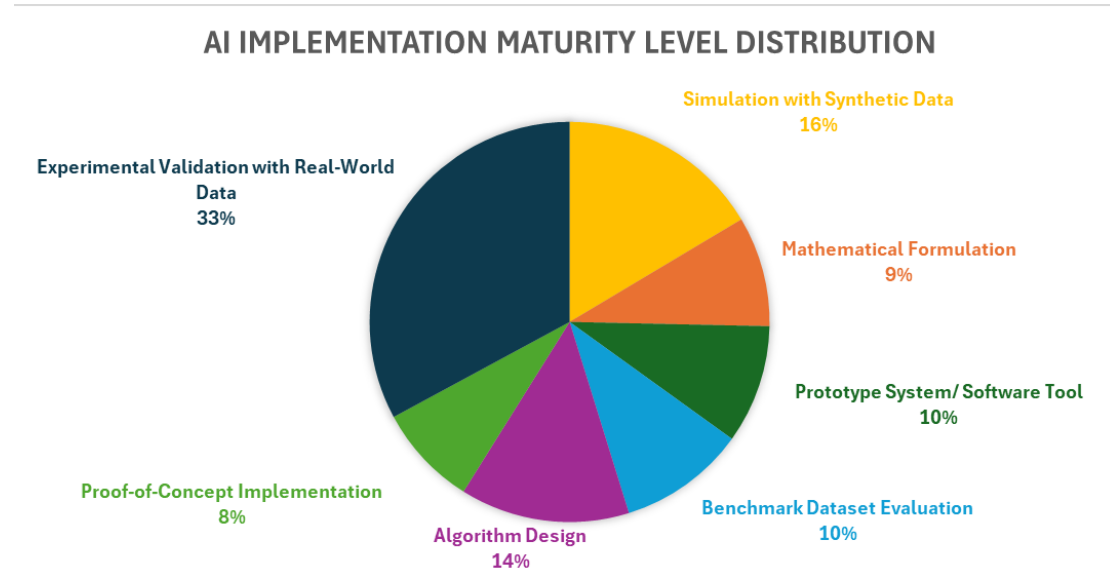 AI IMPLEMENTATION MATURITY LEVEL DISTRIBUTION
Simulation with Synthetic Data
16%
Experimental Validation with Real-World
Data
33%
Mathematical Formulation
9%
Prototype System/ Software Tool
10%
Proof-of-Concept Implementation
8%
Benchmark Dataset Evaluation
10%
Algorithm Design
14%